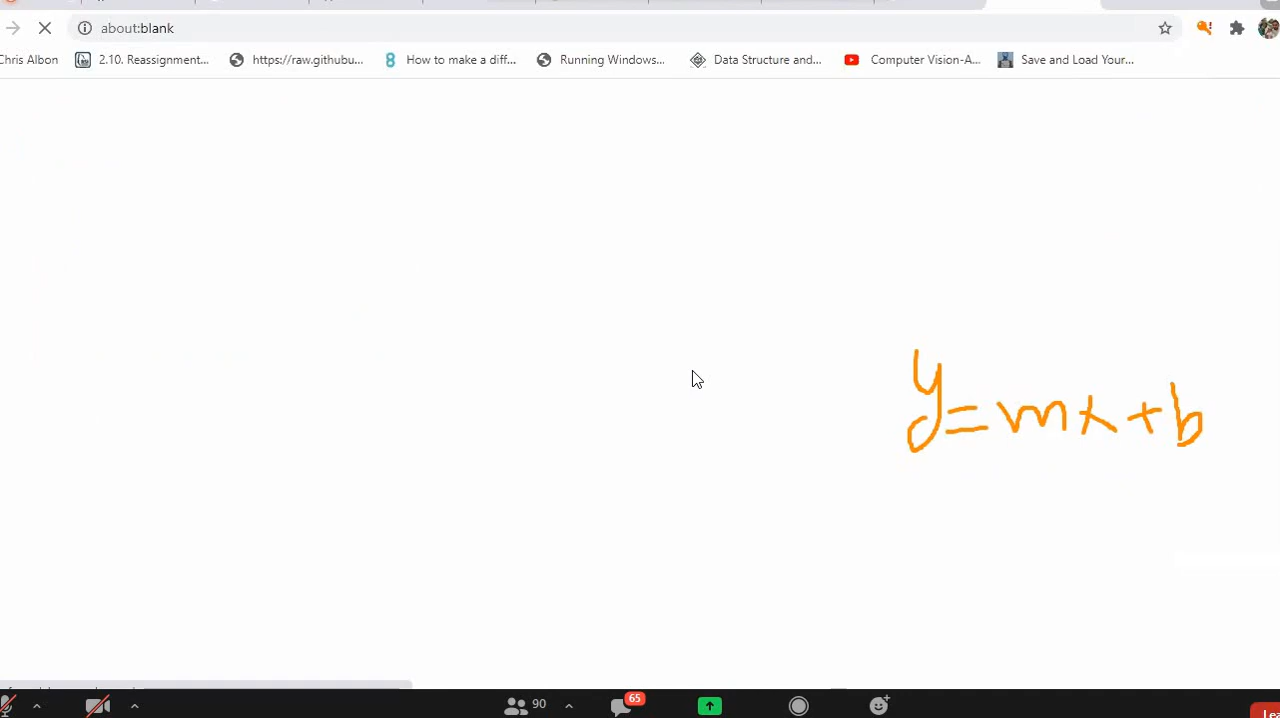 about:blank
Chris Albon
2.10. Reassignment...
https://raw.githubu...
How to make a diff...
Running Windows...
Data Structure and...
Computer Vision-A...
Save and Load Your...
y=mx+b
90
65